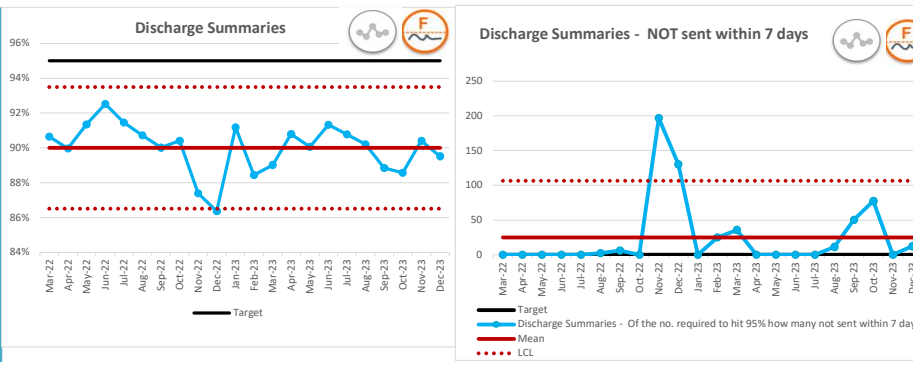 Discharge Summaries
F
96%
94%
92%
90%
88%
86%
84%
Mar-22
Apr-22
May-22
Jun-22
Jul-22
Aug-22
Sep-22
Oct-22
Nov-22
Dec-22
Jan-23
Feb-23
Mar-23
Apr-23
May-23
Jun-23
Jul-23
Aug-23
Sep-23
Oct-23
Nov-23
Dec-23
Target
Discharge Summaries - NOT sent within 7 days
F
250
200
150
100
50
0
Mar-22
Apr-22
May-22
Jun-22
Jul-22
Aug-22
Sep-22
Oct-22
Nov-22
Dec-22
Jan-23
Feb-23
Mar-23
Apr-23
May-23
Jun-23
Jul-23
Aug-23
Sep-23
Oct-23
Nov-23
Dec-23
Target
Discharge Summaries - Of the no. required to hit 95% how many not sent within 7 day
Mean
LCL